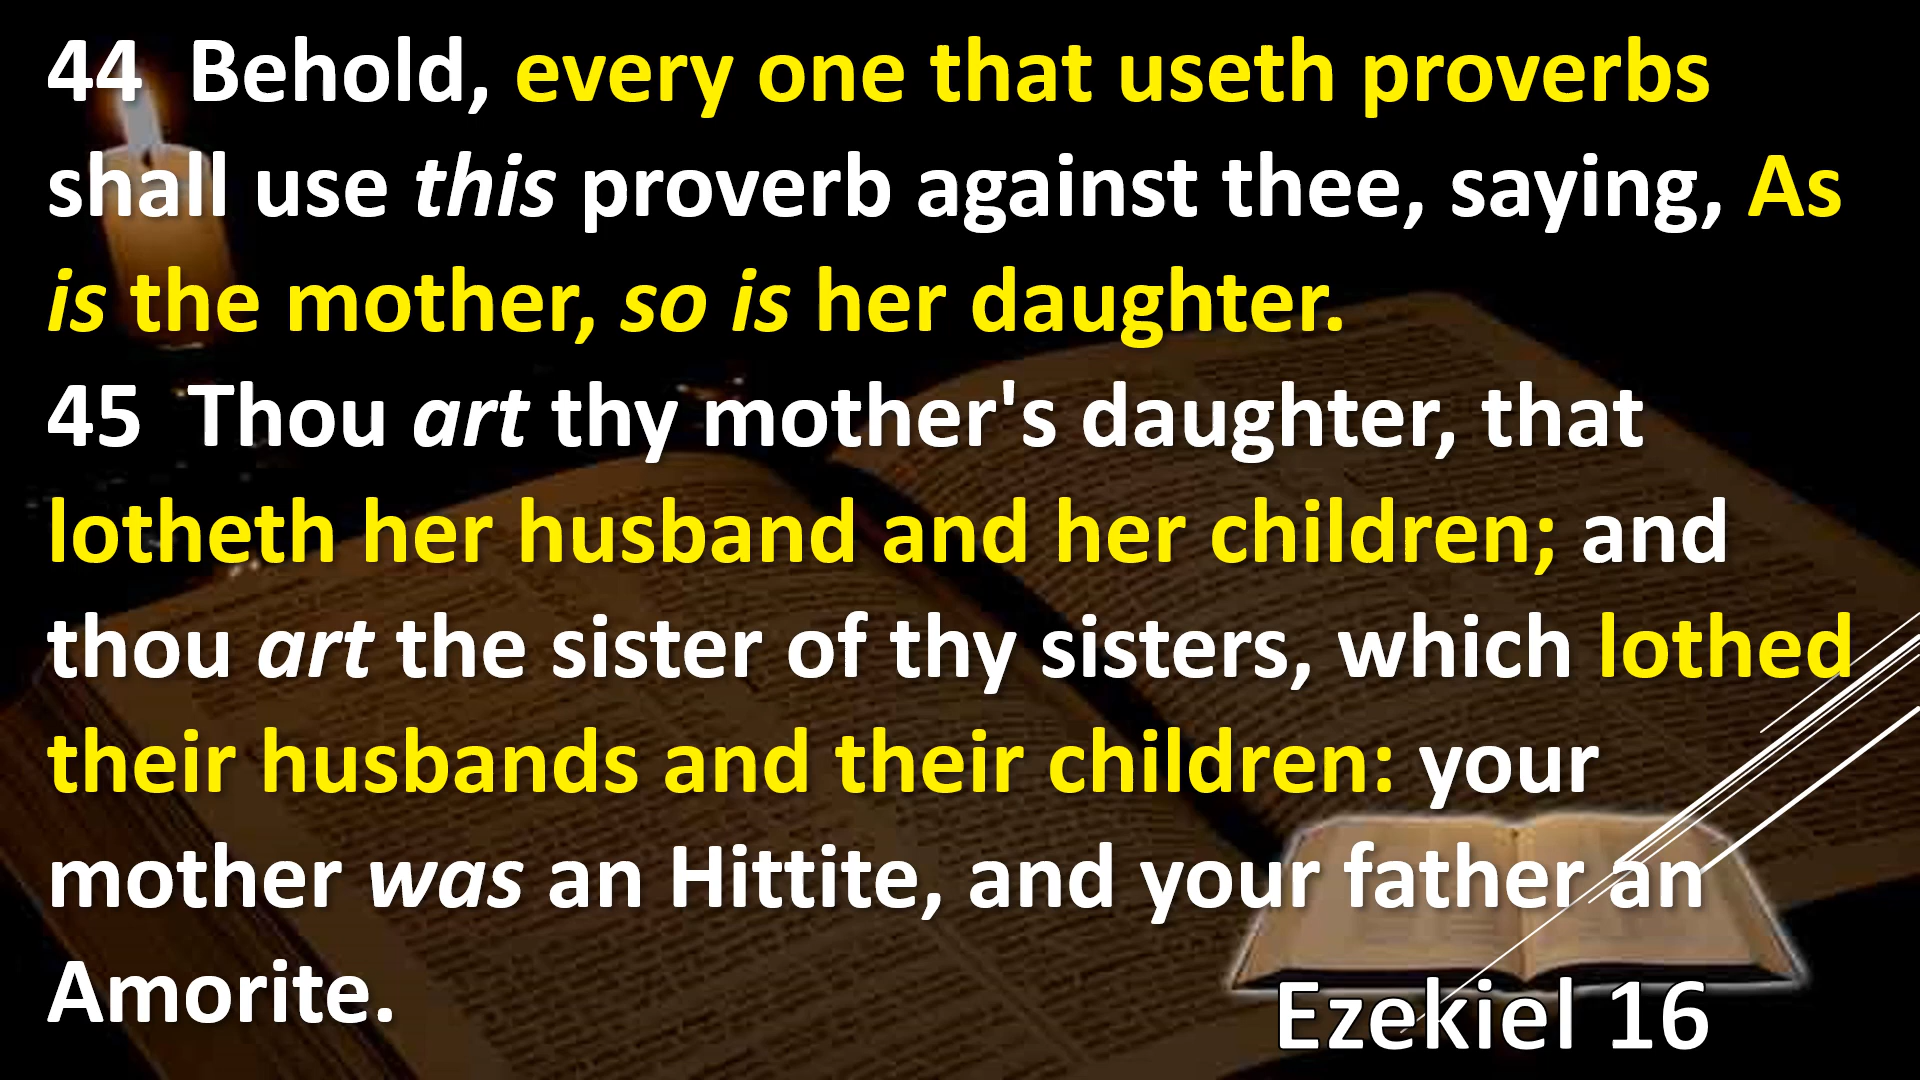 44  Behold, every one that useth proverbs
shall use this proverb against thee, saying, As
is the mother, so is her daughter.
45  Thou art thy mother's daughter, that
lotheth her husband and her children; and
thou art the sister of thy sisters, which lothed
their husbands and their children: your
mother was an Hittite, and your father an
Amorite.
Ezekiel 16